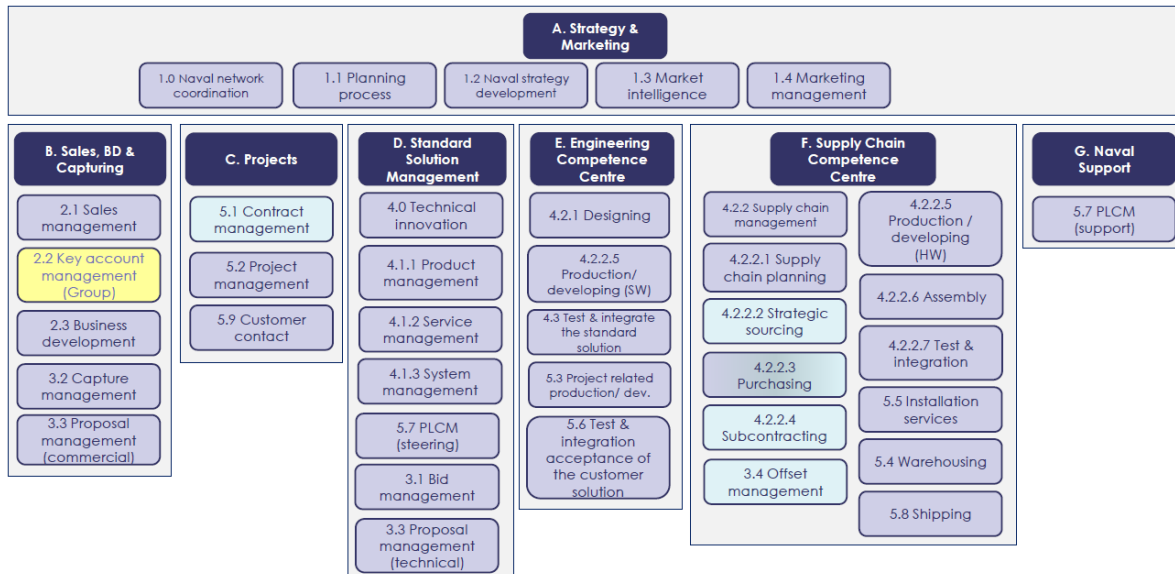 A. Strategy &
Marketing
1.0 Naval network
coordination
1.1 Planning
process
1.2 Naval strategy
development
1.3 Market
intelligence
1.4 Marketing
management
B. Sales, BD &
Capturing
2.1 Sales
management
2.2 Key account
management
(Group)
2.3 Business
development
3.2 Capture
management
3.3 Proposal
management
(commercial)
C. Projects
5.1 Contract
management
5.2 Project
management
5.9 Customer
contact
D. Standard
Solution
Management
4.0 Technical
innovation
4.1.1 Product
management
4.1.2 Service
management
4.1.3 System
management
5.7 PLCM
(steering)
3.1 Bid
management
3.3 Proposal
management
(technical)
E. Engineering
Competence
Centre
4.2.1 Designing
4.2.2.5
Production/
developing (SW)
4.3 Test & integrate
the standard
solution
5.3 Project related
production/ dev.
5.6 Test &
integration
acceptance of
the customer
solution
F. Supply Chain
Competence
Centre
4.2.2 Supply chain
management
4.2.2.1 Supply
chain planning
4.2.2.2 Strategic
sourcing
4.2.2.3
Purchasing
4.2.2.4
Subcontracting
3.4 Offset
management
4.2.2.5
Production /
developing
(HW)
4.2.2.6 Assembly
4.2.2.7 Test &
integration
5.5 Installation
services
5.4 Warehousing
5.8 Shipping
G. Naval
Support
5.7 PLCM
(support)